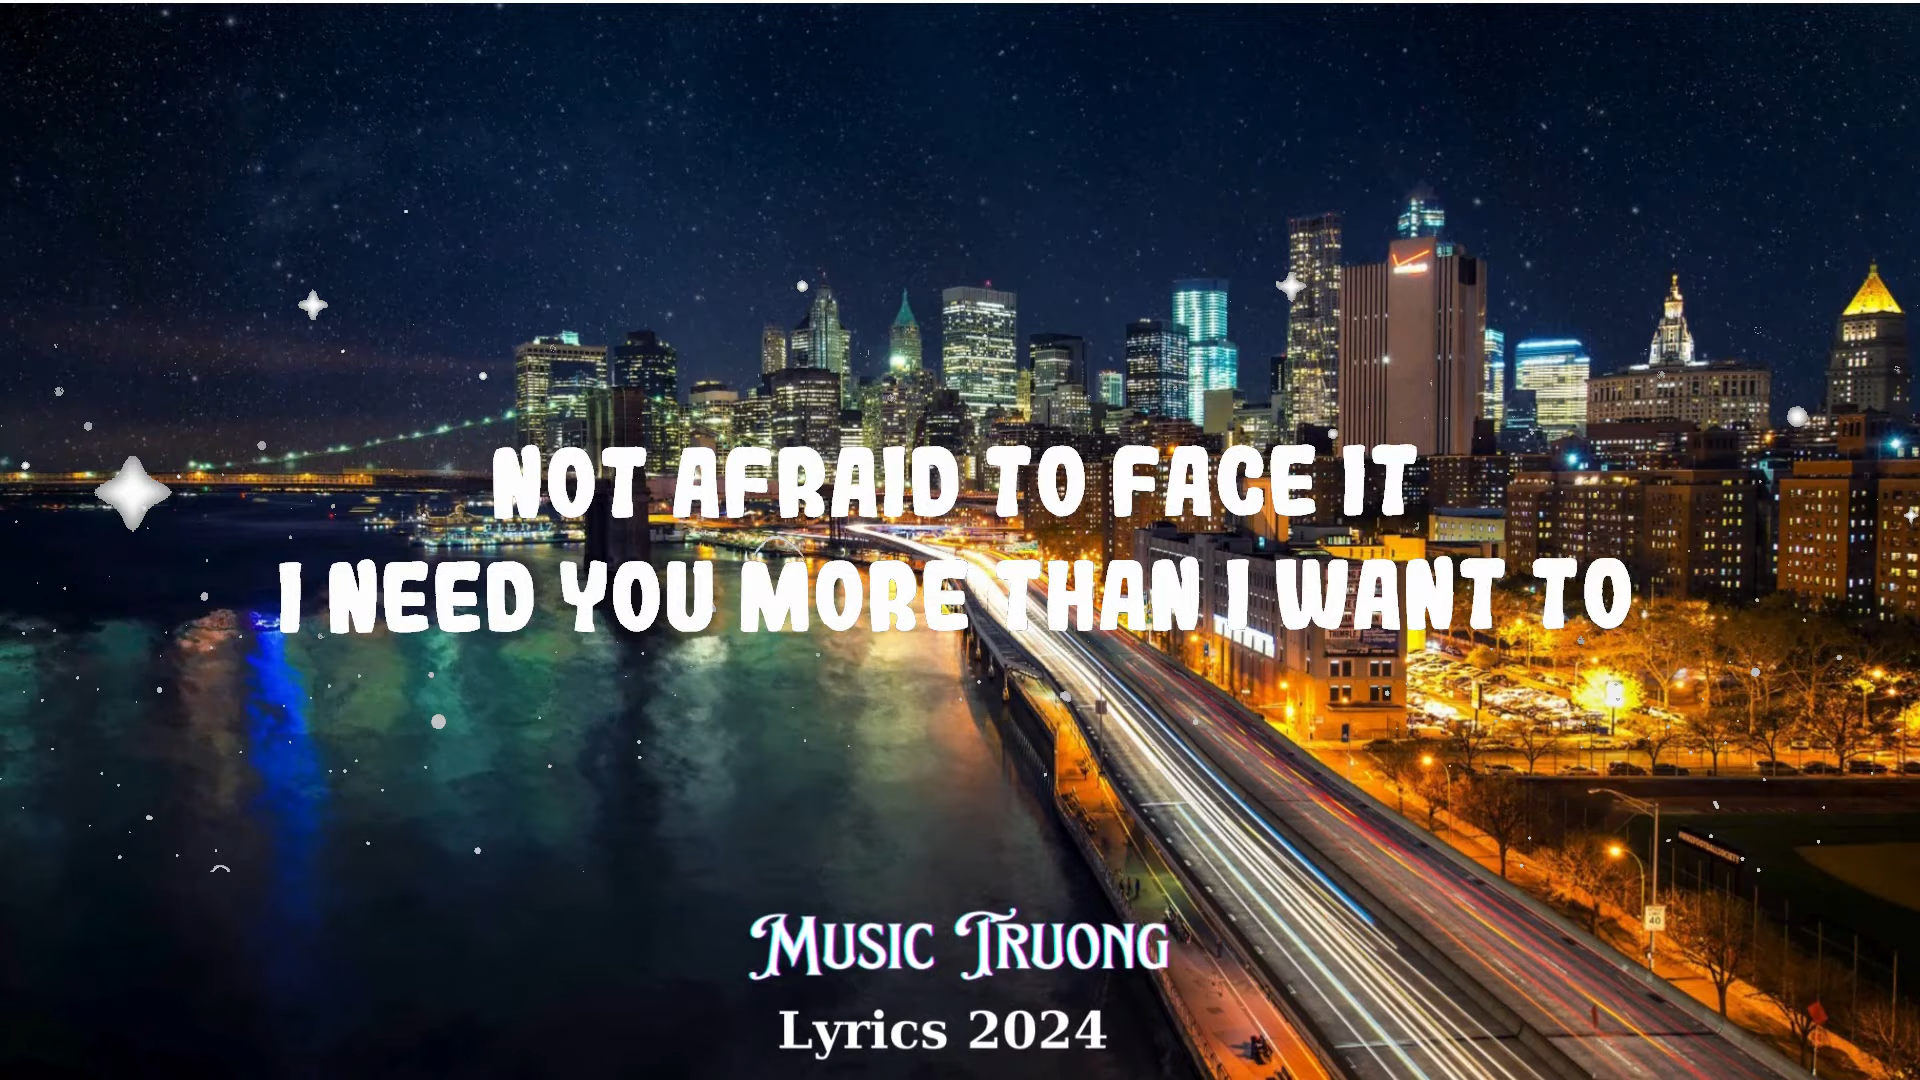 NOT AFRAID TO FACE IT
I NEED YOU MORE THAN I WANT TO
MUSIC TRUONG
Lyrics 2024